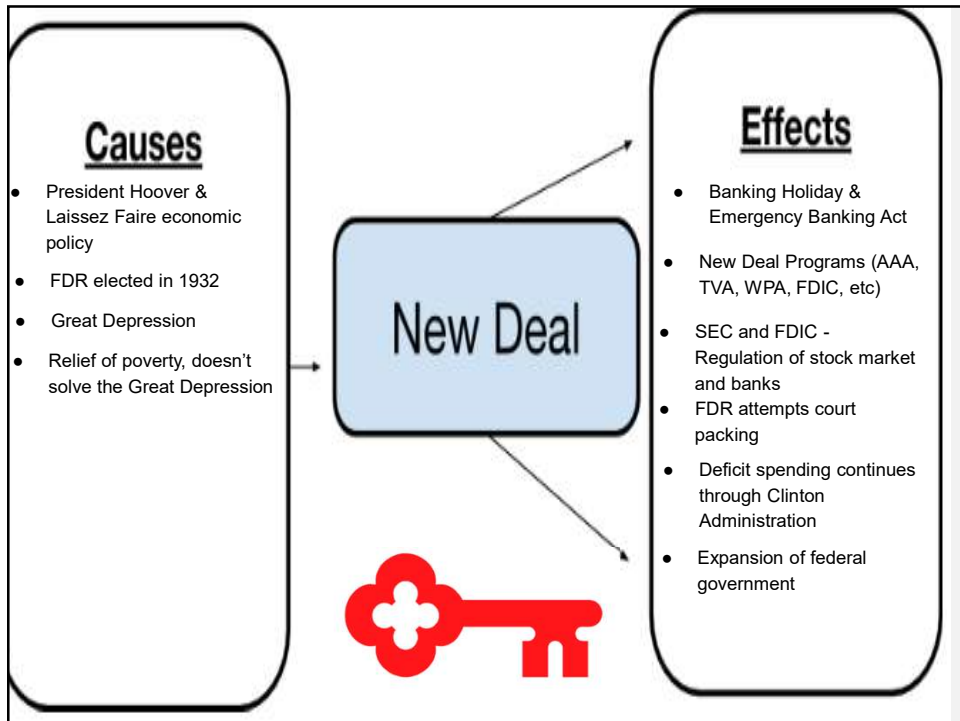 Causes
● President Hoover &
Laissez Faire economic
policy
● FDR elected in 1932
● Great Depression
● Relief of poverty, doesn’t
solve the Great Depression
New Deal
Effects
● Banking Holiday &
Emergency Banking Act
● New Deal Programs (AAA,
TVA, WPA, FDIC, etc)
● SEC and FDIC -
Regulation of stock market
and banks
● FDR attempts court
packing
● Deficit spending continues
through Clinton
Administration
● Expansion of federal
government